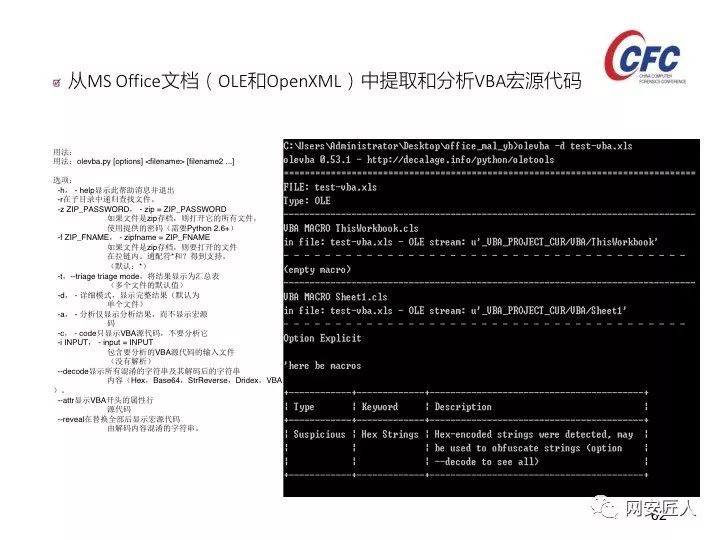 CFC
CHINA COMPUTER
FORENSICS CONFERENCE
从MS Office文档（OLE和OpenXML）中提取和分析VBA宏源代码
用法：
用法：olevba.py [options] <filename> [filename2 ...]
选项：
-h， - help显示此帮助消息并退出
-r在子目录中递归查找文件。
-z ZIP_PASSWORD， - zip = ZIP_PASSWORD
如果文件是zip存档，则打开它的所有文件，
使用提供的密码（需要Python 2.6+）
-f ZIP_FNAME， - zipfname = ZIP_FNAME
如果文件是zip存档，则要打开的文件
在拉链内。通配符*和？得到支持。
（默认：*）
-t，--triage triage mode，将结果显示为汇总表
（多个文件的默认值）
-d， - 详细模式，显示完整结果（默认为
单个文件）
-a， - 分析仅显示分析结果，而不显示宏源
码
-c， - code只显示VBA源代码，不要分析它
-i INPUT， - input = INPUT
包含要分析的VBA源代码的输入文件
（没有解析）
--decode显示所有混淆的字符串及其解码后的字符串
内容（Hex，Base64，StrReverse，Dridex，VBA
）。
--attr显示VBA开头的属性行
源代码
--reveal在替换全部后显示宏源代码
由解码内容混淆的字符串。
C:\Users\Administrator\Desktop\office_mal_yb>olevba -d test-vba.xls
olevba 0.53.1 - http://decalage.info/python/oletools
===============================================================================
FILE: test-vba.xls
Type: OLE
-------------------------------------------------------------------------------
VBA MACRO ThisWorkbook.cls
in file: test-vba.xls - OLE stream: u'_VBA_PROJECT_CUR/VBA/ThisWorkbook'
- - - - - - - - - - - - - - - - - - - - - - - - - - - - - - - - - - - - - - -
(empty macro)
-------------------------------------------------------------------------------
VBA MACRO Sheet1.cls
in file: test-vba.xls - OLE stream: u'_VBA_PROJECT_CUR/VBA/Sheet1'
- - - - - - - - - - - - - - - - - - - - - - - - - - - - - - - - - - - - - - -
Option Explicit
'here be macros
+------------+-------------+-----------------------------------------+
| Type | Keyword | Description |
+------------+-------------+-----------------------------------------+
| Suspicious | Hex Strings | Hex-encoded strings were detected, may |
| | | be used to obfuscate strings (option |
| | | --decode to see all) |
+------------+-------------+-----------------------------------------+
网安匠人
62